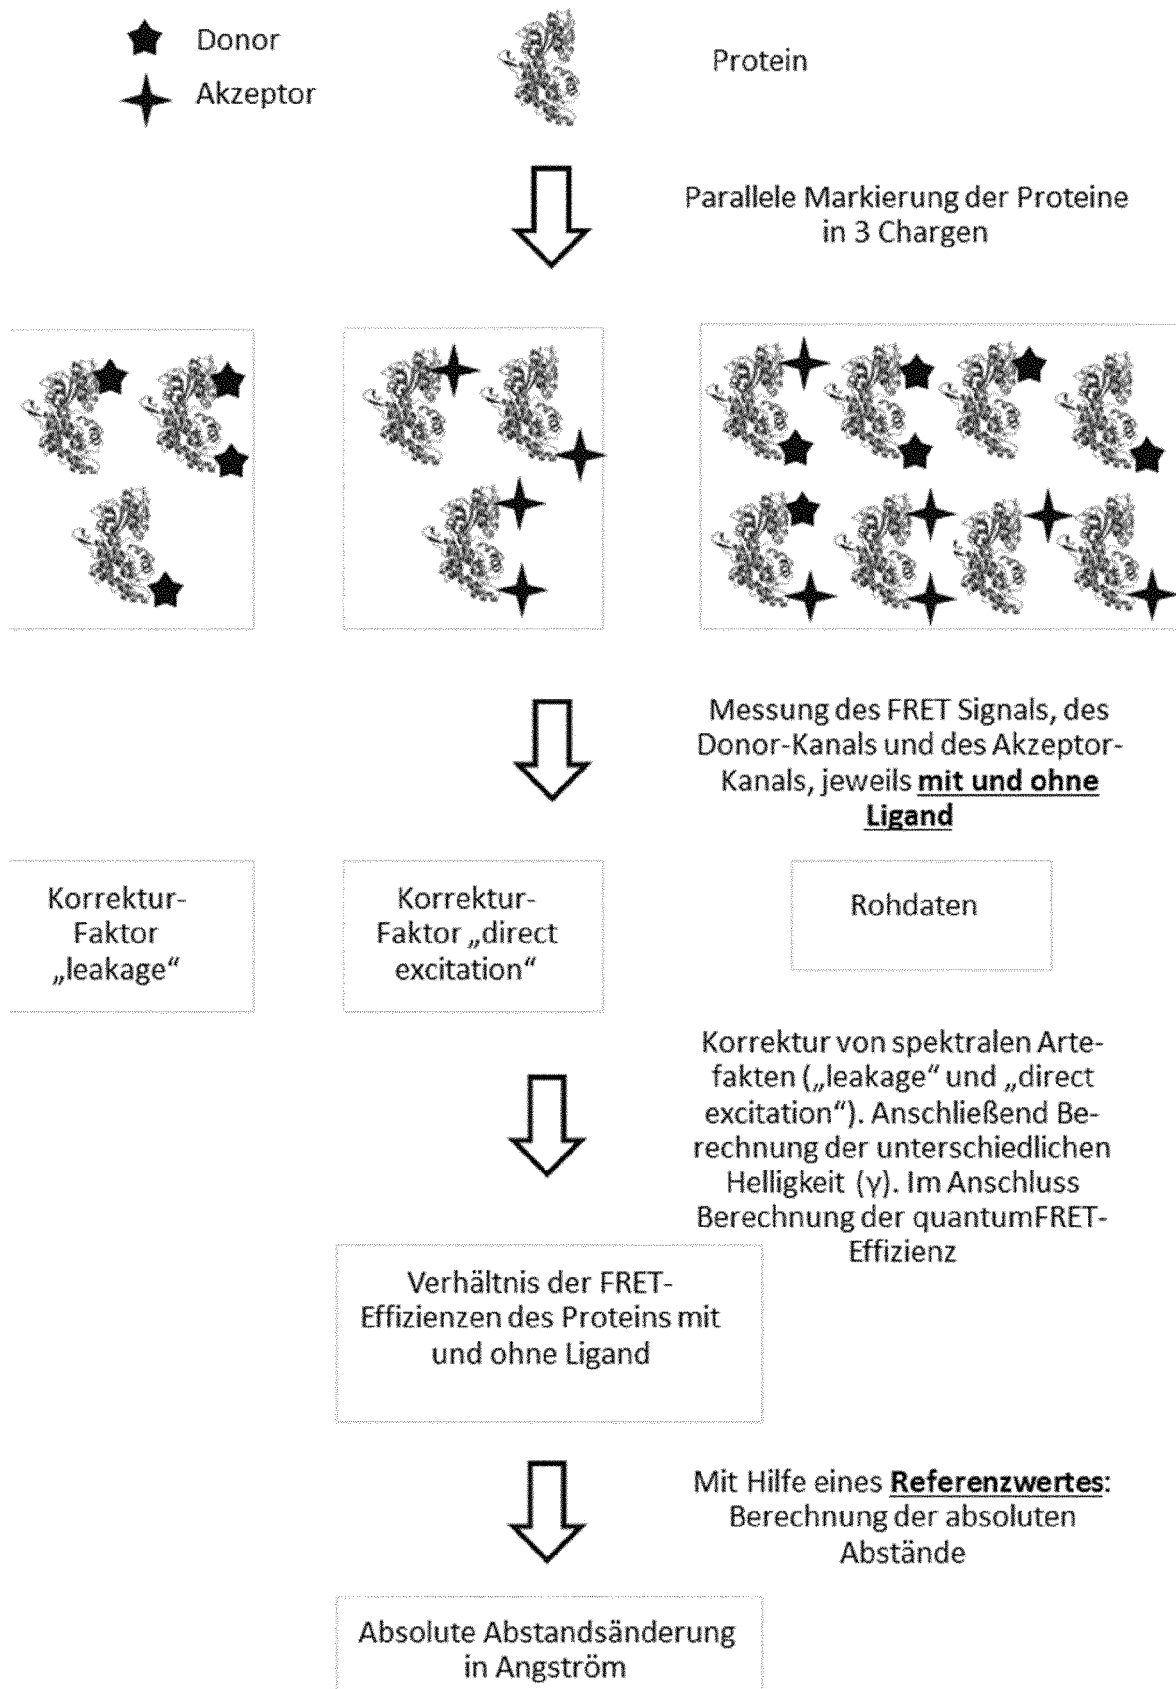 Donor
Akzeptor
Protein
Parallele Markierung der Proteine
in 3 Chargen
Messung des FRET Signals, des
Donor-Kanals und des Akzeptor-
Kanals, jeweils mit und ohne
Ligand
Korrektur-
Faktor
„leakage“
Korrektur-
Faktor „direct
excitation“
Rohdaten
Korrektur von spektralen Arte-
fakten („leakage“ und „direct
excitation“). Anschließend Be-
rechnung der unterschiedlichen
Helligkeit (γ). Im Anschluss
Berechnung der quantumFRET-
Effizienz
Verhältnis der FRET-
Effizienzen des Proteins mit
und ohne Ligand
Mit Hilfe eines Referenzwertes:
Berechnung der absoluten
Abstände
Absolute Abstandsänderung
in Angström